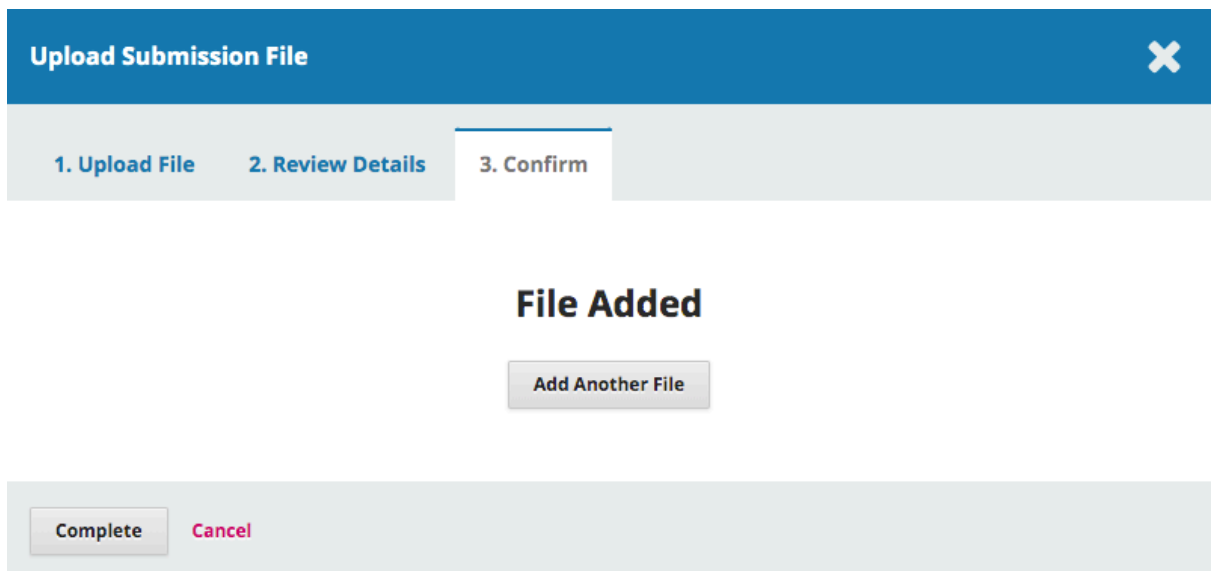 Upload Submission File
1. Upload File 2. Review Details 3. Confirm
File Added
Add Another File
Complete Cancel